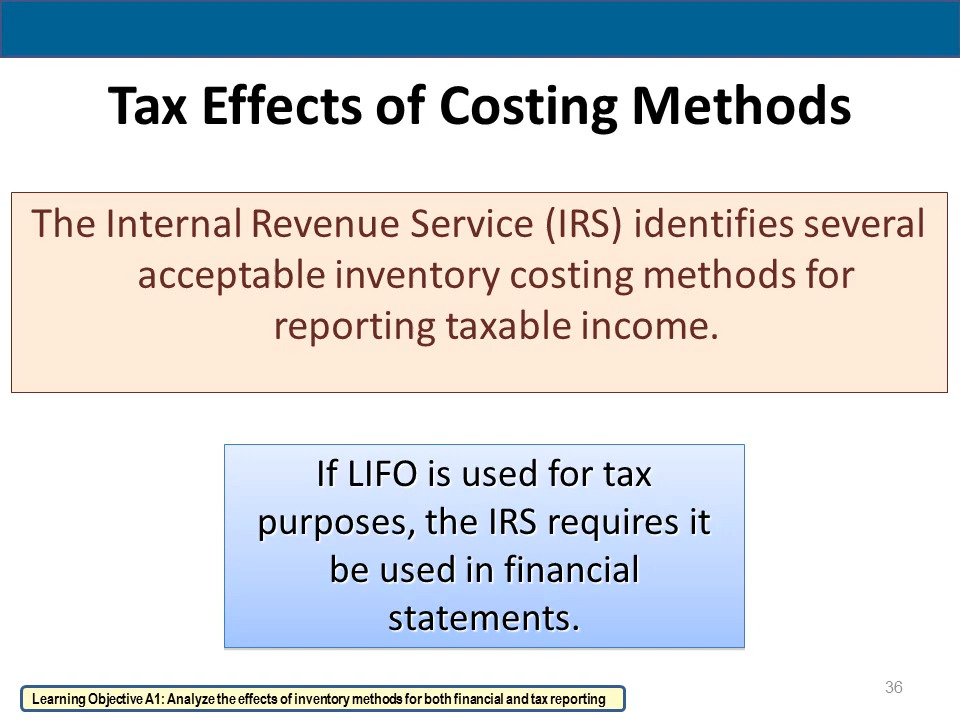 Tax Effects of Costing Methods
The Internal Revenue Service (IRS) identifies several
acceptable inventory costing methods for
reporting taxable income.
If LIFO is used for tax
purposes, the IRS requires it
be used in financial
statements.
Learning Objective A1: Analyze the effects of inventory methods for both financial and tax reporting
36